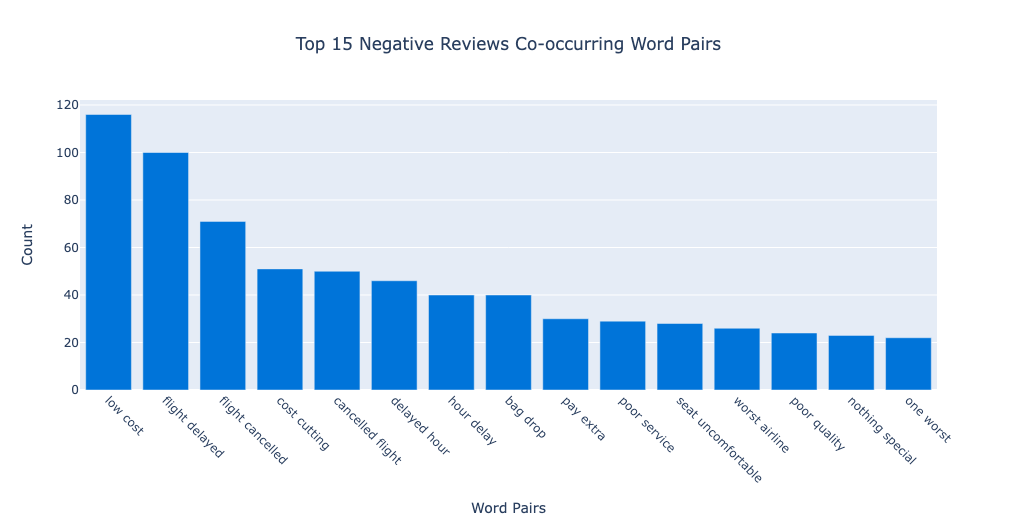 Top 15 Negative Reviews Co-occurring Word Pairs
Count
120
100
80
60
40
20
0
low cost
flight delayed
flight cancelled
cost cutting
cancelled flight
delayed hour
hour delay
bag drop
pay extra
poor service
seat uncomfortable
worst airline
poor quality
nothing special
one worst
Word Pairs